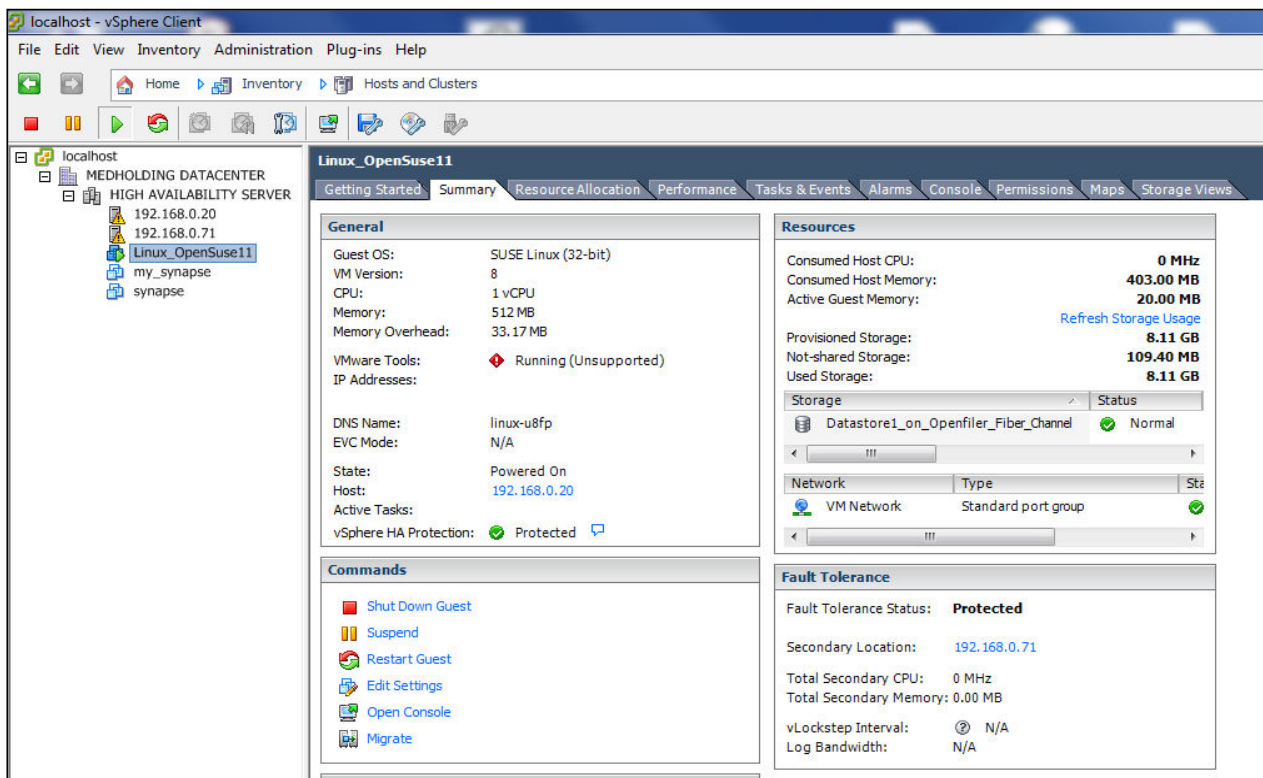 localhost - vSphere Client
File Edit View Inventory Administration Plug-ins Help
Home Inventory Hosts and Clusters
localhost
MEDHOLDING DATACENTER
HIGH AVAILABILITY SERVER
192.168.0.20
192.168.0.71
Linux_OpenSuse11
my_synapse
synapse
Linux_OpenSuse11
Getting Started Summary Resource Allocation Performance Tasks & Events Alarms Console Permissions Maps Storage Views
General
Guest OS: SUSE Linux (32-bit)
VM Version: 8
CPU: 1 vCPU
Memory: 512 MB
Memory Overhead: 33.17 MB
VMware Tools: Running (Unsupported)
IP Addresses:
DNS Name: linux-u8fp
EVC Mode: N/A
State: Powered On
Host: 192.168.0.20
Active Tasks:
vSphere HA Protection: Protected
Commands
Shut Down Guest
Suspend
Restart Guest
Edit Settings
Open Console
Migrate
Resources
Consumed Host CPU: 0 MHz
Consumed Host Memory: 403.00 MB
Active Guest Memory: 20.00 MB
Refresh Storage Usage
Provisioned Storage: 8.11 GB
Not-shared Storage: 109.40 MB
Used Storage: 8.11 GB
Storage Status
Datastore1_on_Openfiler_Fiber_Channel Normal
Network Type Sta
VM Network Standard port group
Fault Tolerance
Fault Tolerance Status: Protected
Secondary Location: 192.168.0.71
Total Secondary CPU: 0 MHz
Total Secondary Memory: 0.00 MB
vLockstep Interval: N/A
Log Bandwidth: N/A